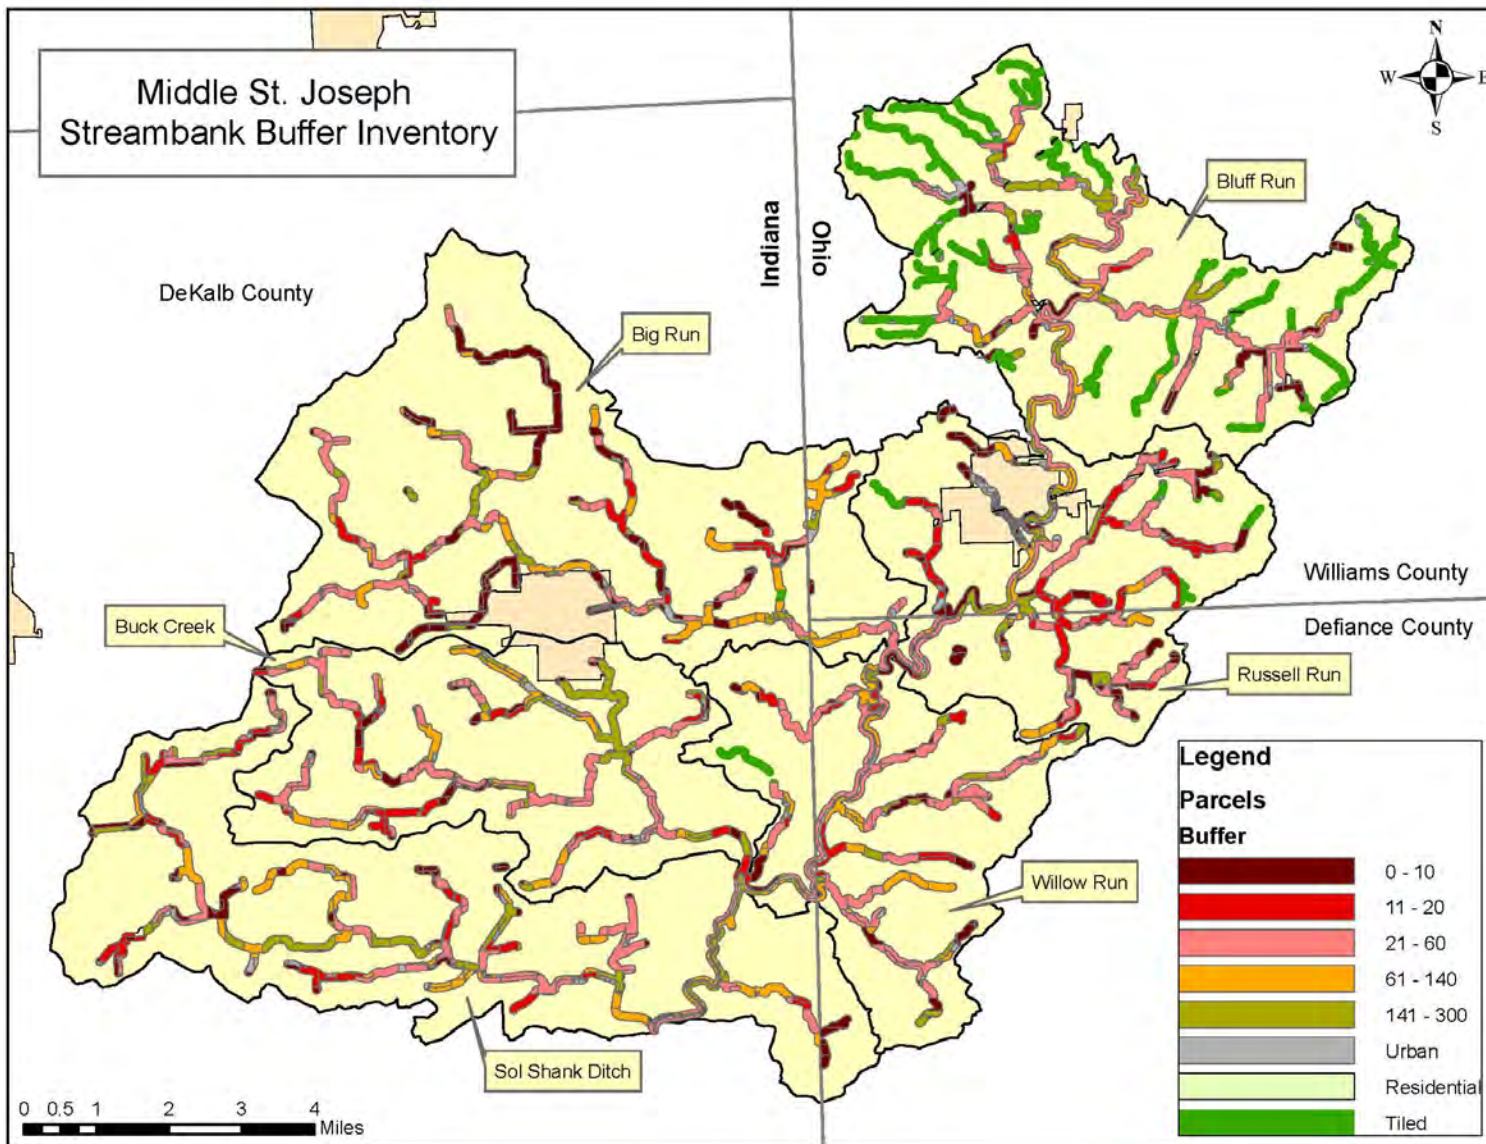 Middle St. Joseph
Streambank Buffer Inventory
N
W
E
S
Bluff Run
Indiana
Ohio
DeKalb County
Big Run
Williams County
Buck Creek
Defiance County
Russell Run
Willow Run
Sol Shank Ditch
Legend
Parcels
Buffer
0 - 10
11 - 20
21 - 60
61 - 140
141 - 300
Urban
Residential
Tiled
0 0.5 1 2 3 4
Miles